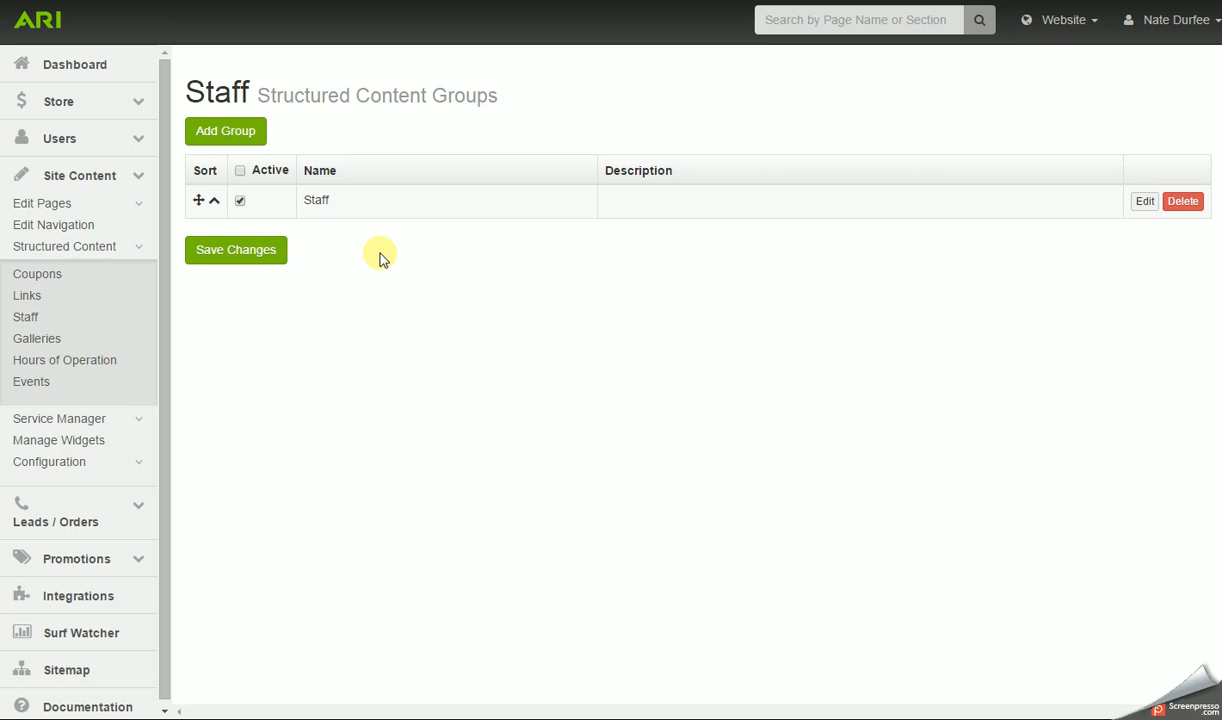 ARI
Search by Page Name or Section
Website
Nate Durfee
Dashboard
Store
Users
Site Content
Edit Pages
Edit Navigation
Structured Content
Coupons
Links
Staff
Galleries
Hours of Operation
Events
Service Manager
Manage Widgets
Configuration
Leads / Orders
Promotions
Integrations
Surf Watcher
Sitemap
Documentation
Staff Structured Content Groups
Add Group
Sort Active Name Description
Staff Edit Delete
Save Changes
Screenpresso
.com